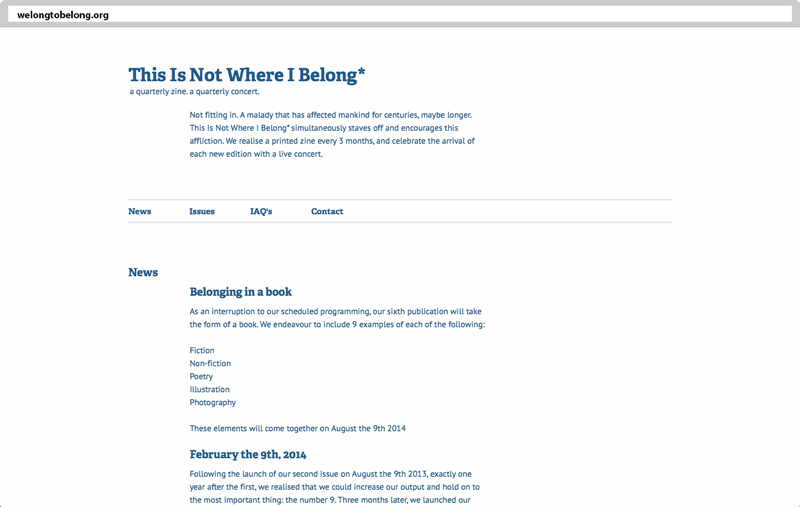 welongtobelong.org
This Is Not Where I Belong*
a quarterly zine. a quarterly concert.
Not fitting in. A malady that has affected mankind for centuries, maybe longer.
This Is Not Where I Belong* simultaneously staves off and encourages this
affliction. We realise a printed zine every 3 months, and celebrate the arrival of
each new edition with a live concert.
News Issues IAQ's Contact
News
Belonging in a book
As an interruption to our scheduled programming, our sixth publication will take
the form of a book. We endeavour to include 9 examples of each of the following:
Fiction
Non-fiction
Poetry
Illustration
Photography
These elements will come together on August the 9th 2014
February the 9th, 2014
Following the launch of our second issue on August the 9th 2013, exactly one
year after the first, we realised that we could increase our output and hold on to
the most important thing: the number 9. Three months later, we launched our